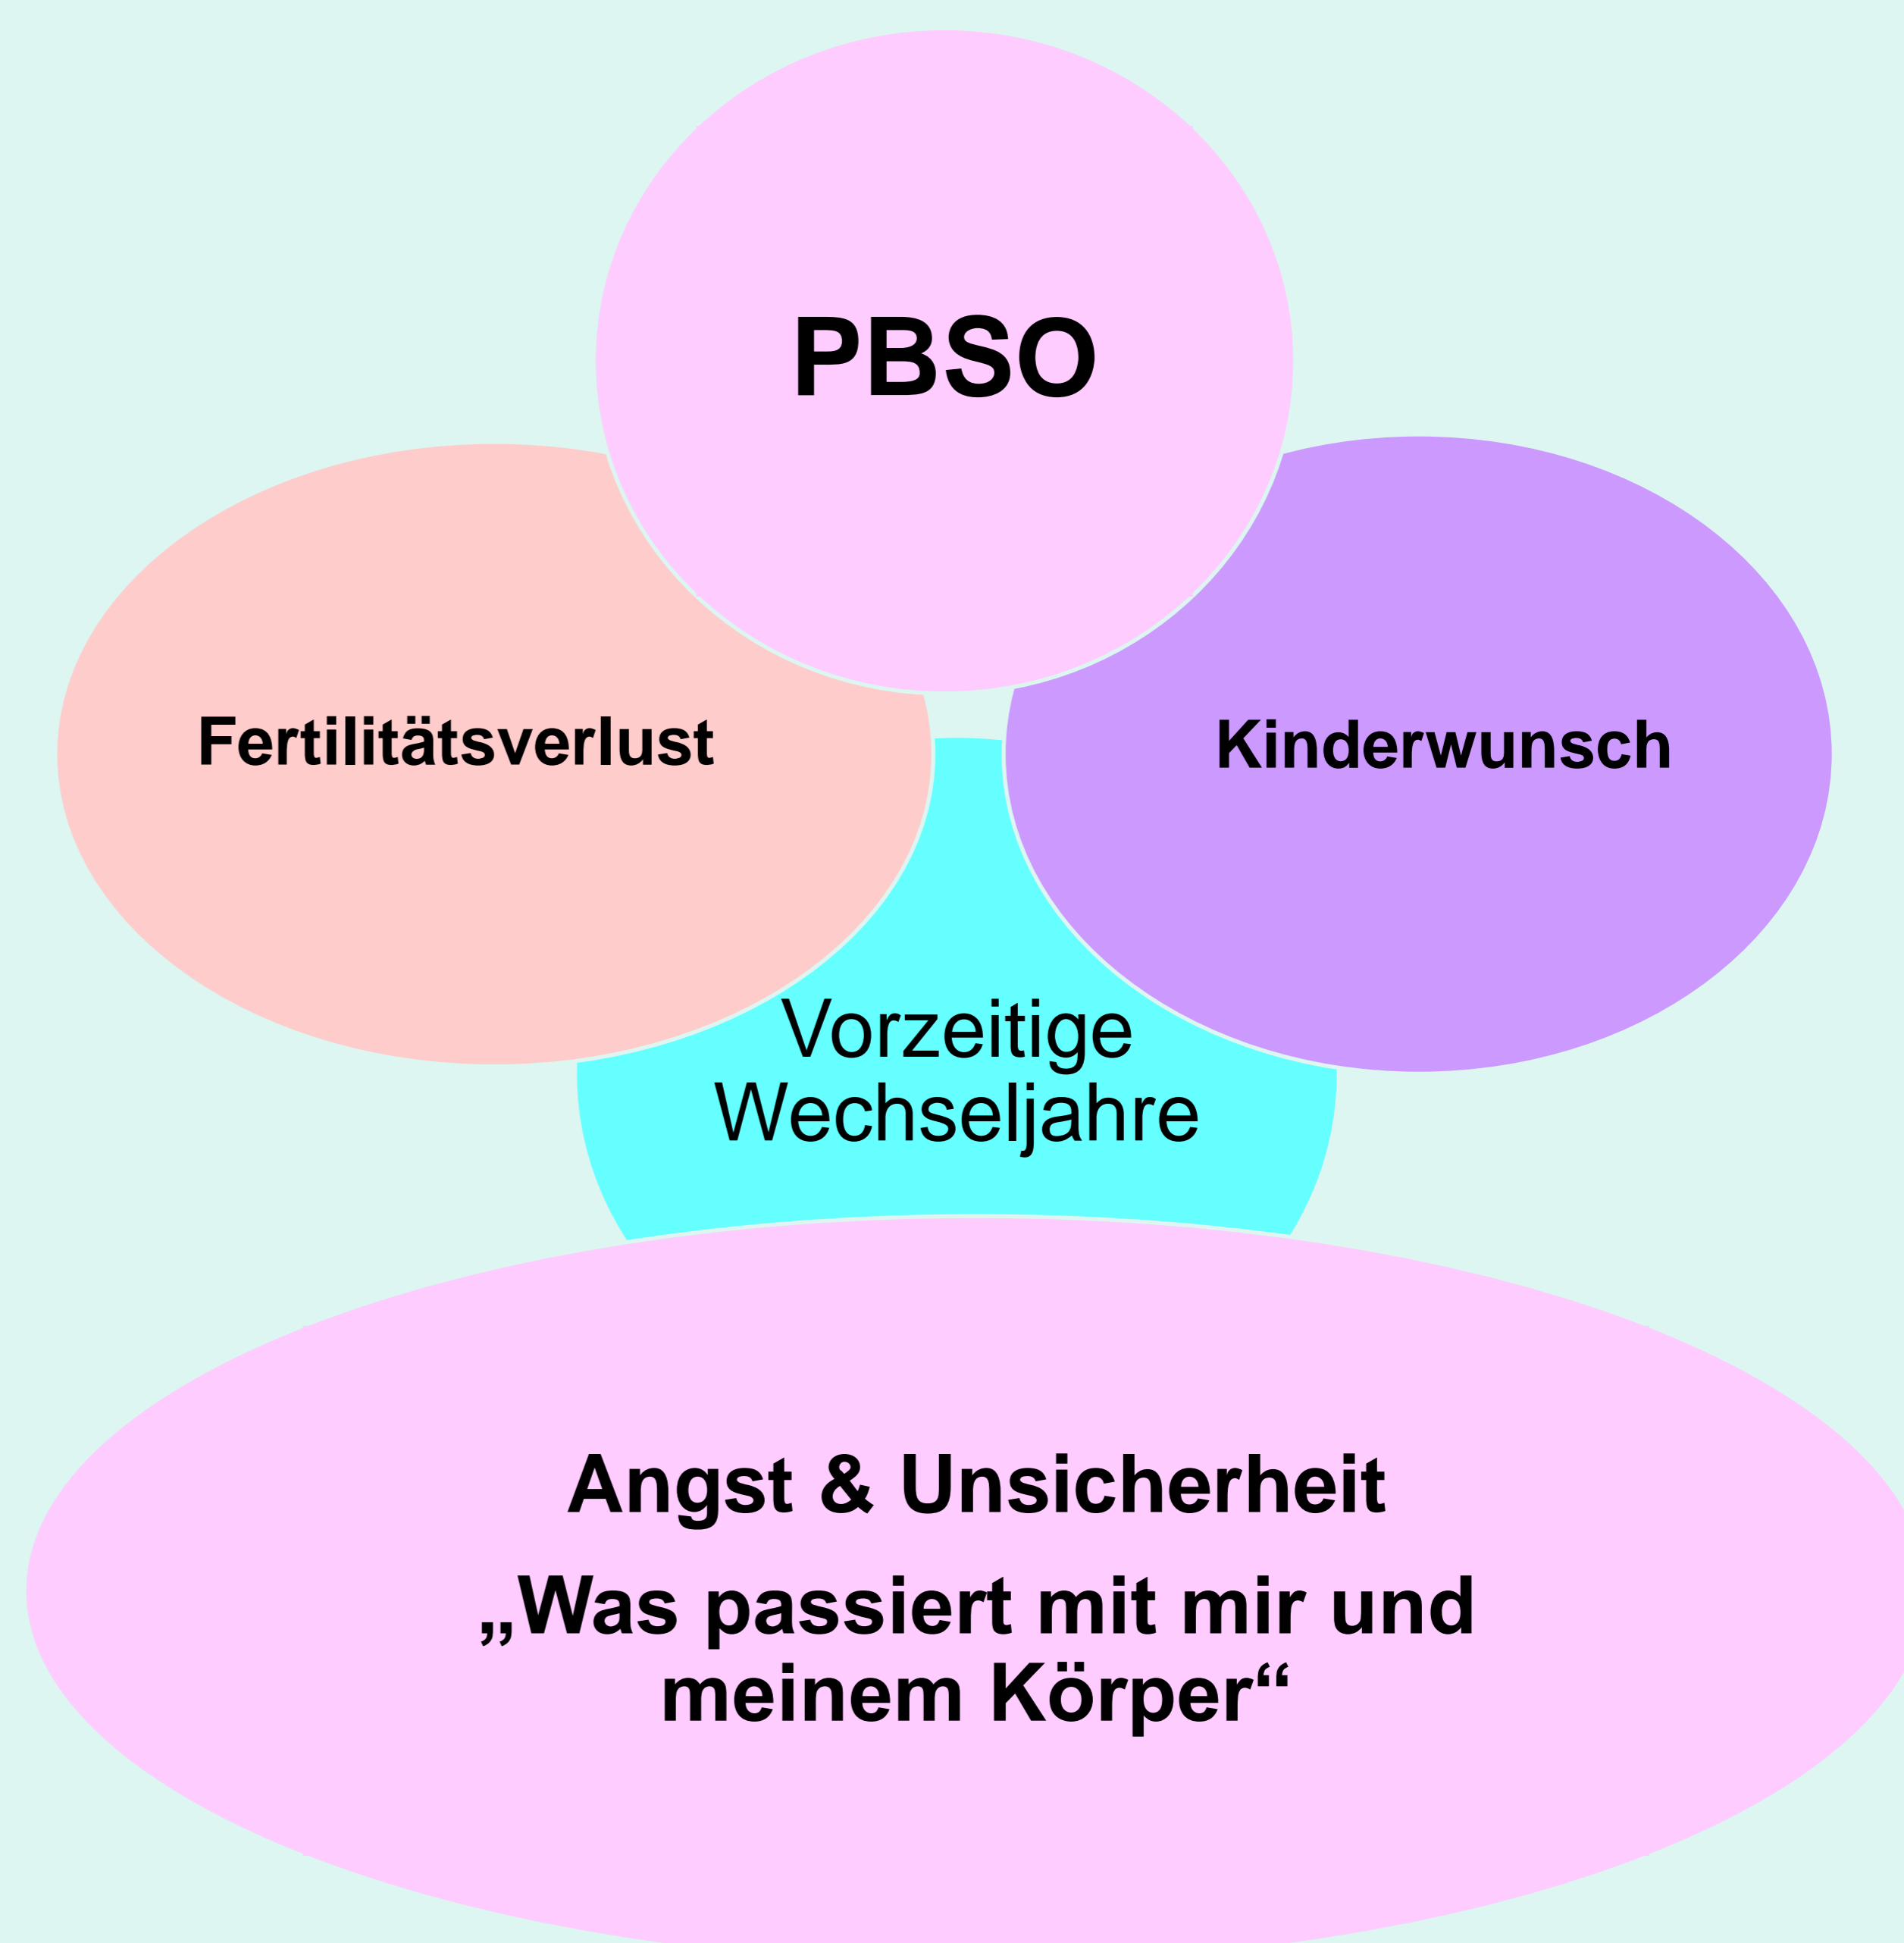 PBSO
Fertilitätsverlust
Kinderwunsch
Vorzeitige
Wechseljahre
Angst & Unsicherheit
„Was passiert mit mir und
meinem Körper“